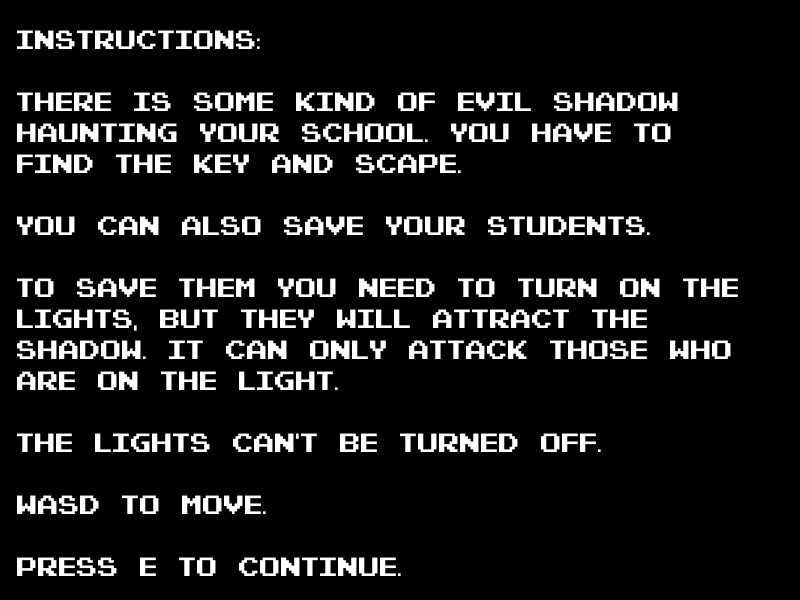 INSTRUCTIONS:
THERE IS SOME KIND OF EVIL SHADOW
HAUNTING YOUR SCHOOL. YOU HAVE TO
FIND THE KEY AND SCAPE.
YOU CAN ALSO SAVE YOUR STUDENTS.
TO SAVE THEM YOU NEED TO TURN ON THE
LIGHTS, BUT THEY WILL ATTRACT THE
SHADOW. IT CAN ONLY ATTACK THOSE WHO
ARE ON THE LIGHT.
THE LIGHTS CAN'T BE TURNED OFF.
WASD TO MOVE.
PRESS E TO CONTINUE.